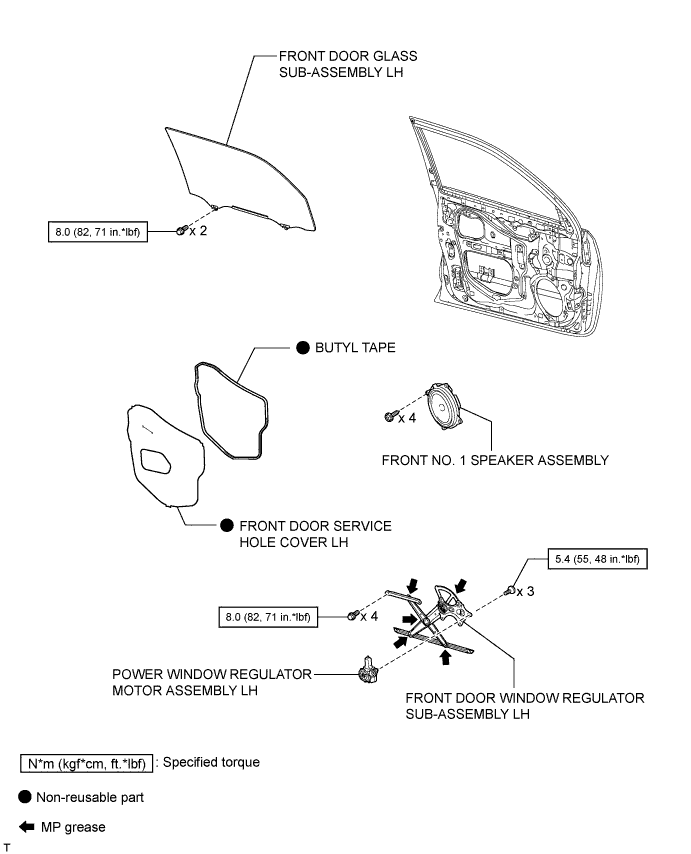 FRONT DOOR GLASS
SUB-ASSEMBLY LH
8.0 (82, 71 in.*lbf)
x 2
BUTYL TAPE
x 4
FRONT NO. 1 SPEAKER ASSEMBLY
FRONT DOOR SERVICE
HOLE COVER LH
5.4 (55, 48 in.*lbf)
x 3
8.0 (82, 71 in.*lbf)
x 4
POWER WINDOW REGULATOR
MOTOR ASSEMBLY LH
FRONT DOOR WINDOW REGULATOR
SUB-ASSEMBLY LH
N*m (kgf*cm, ft.*lbf) : Specified torque
Non-reusable part
MP grease
T